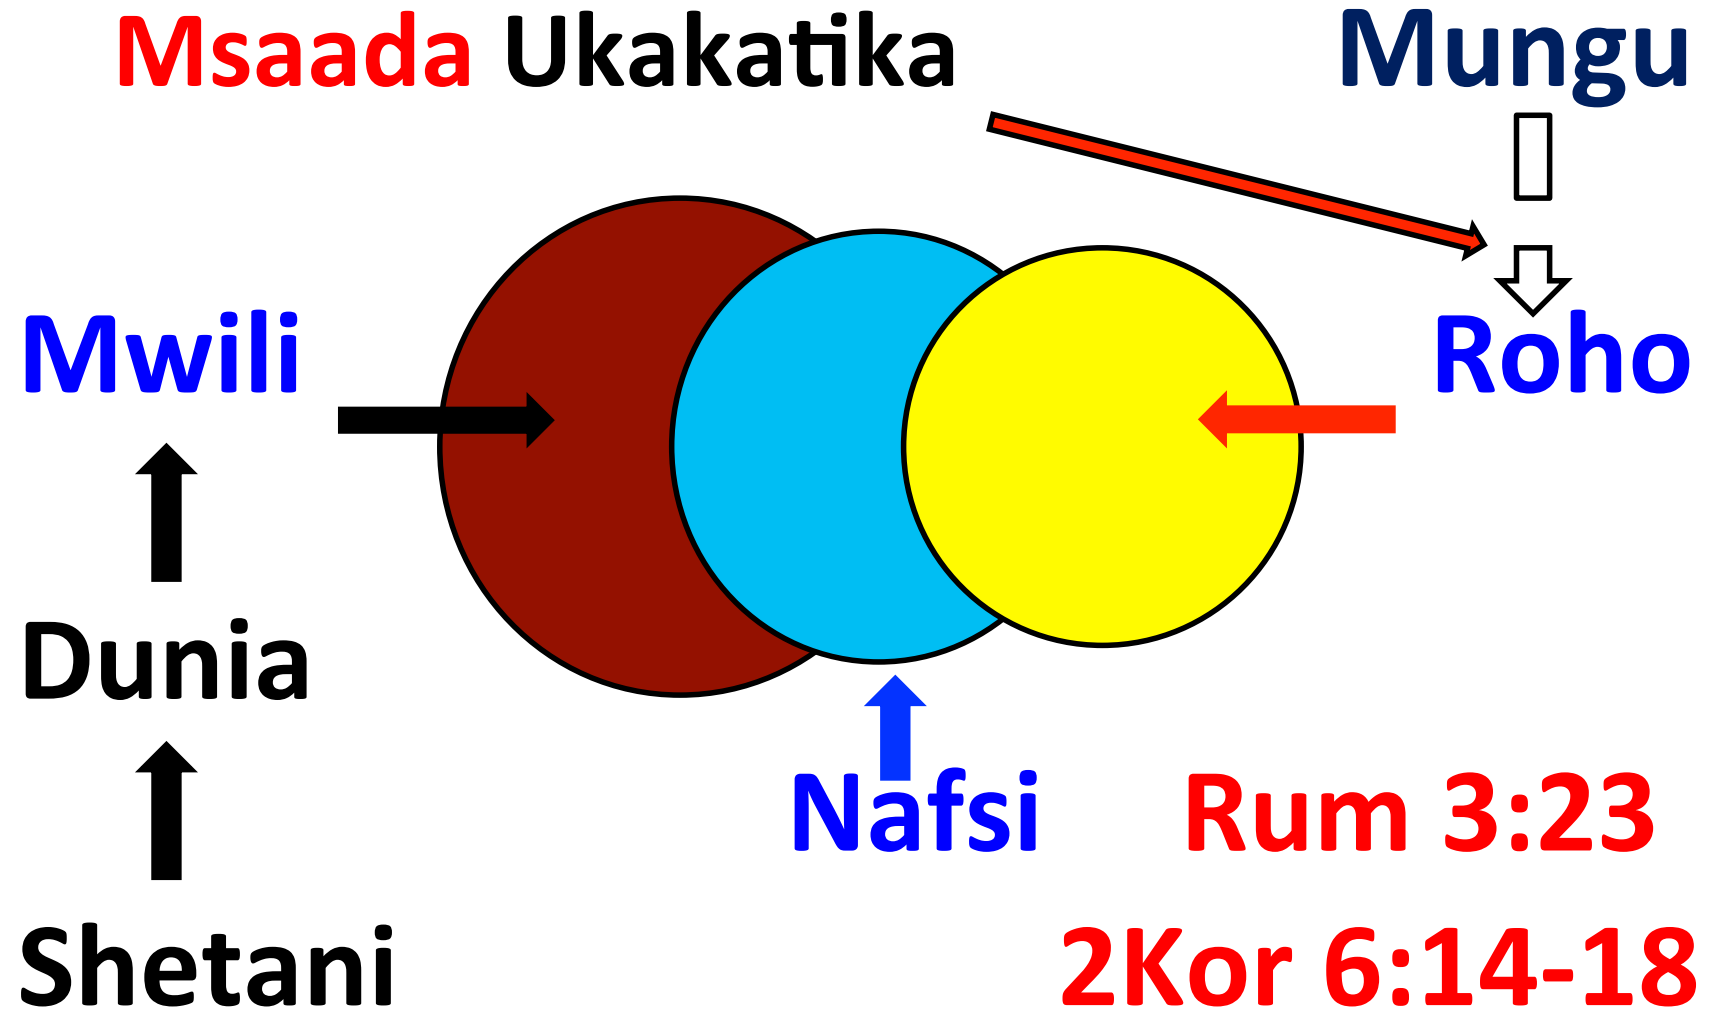 Msaada Ukakatika
Mungu
Mwili
Roho
Dunia
Nafsi
Rum 3:23
Shetani
2Kor 6:14-18